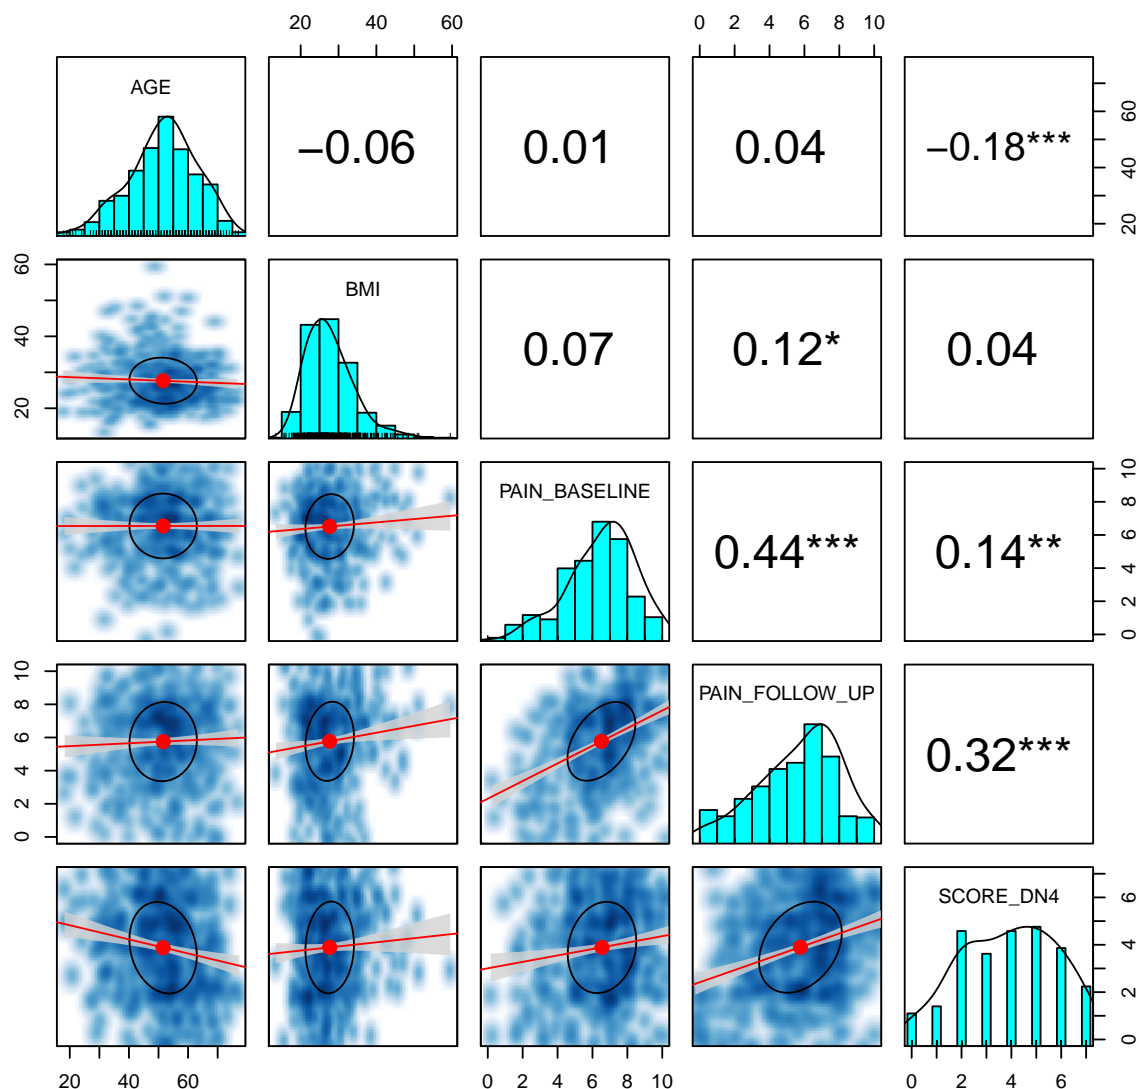 20 40 60 0 2 4 6 8 10
AGE
−0.06
0.01
0.04
−0.18***
20 40 60
20 40 60
BMI
0.07
0.12*
0.04
PAIN_BASELINE
0.44***
0.14**
0 2 4 6 8 10
0 2 4 6 8 10
PAIN_FOLLOW_UP
0.32***
SCORE_DN4
0 2 4 6
20 40 60 0 2 4 6 8 10 0 2 4 6